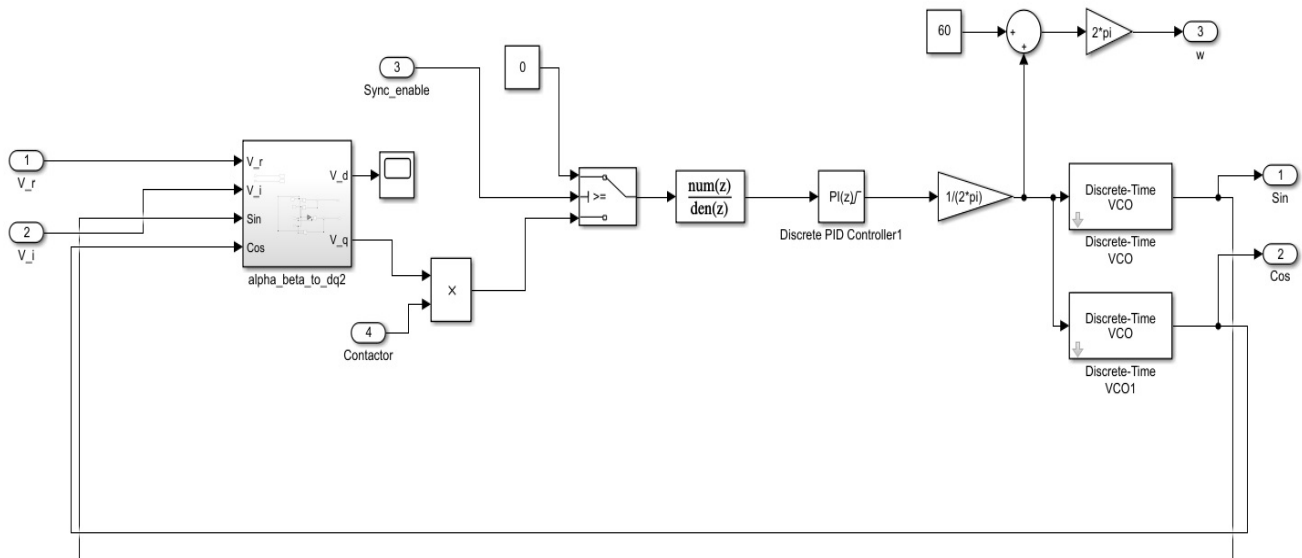 60
+
+
2*pi
3
w
3
Sync_enable
0
1
V_r
2
V_i
V_r
V_i
Sin
Cos
V_d
V_q
alpha_beta_to_dq2
4
Contactor
×
>=
num(z)
den(z)
PI(z)
Discrete PID Controller1
1/(2*pi)
Discrete-Time
VCO
Discrete-Time
VCO
Discrete-Time
VCO
Discrete-Time
VCO1
1
Sin
2
Cos